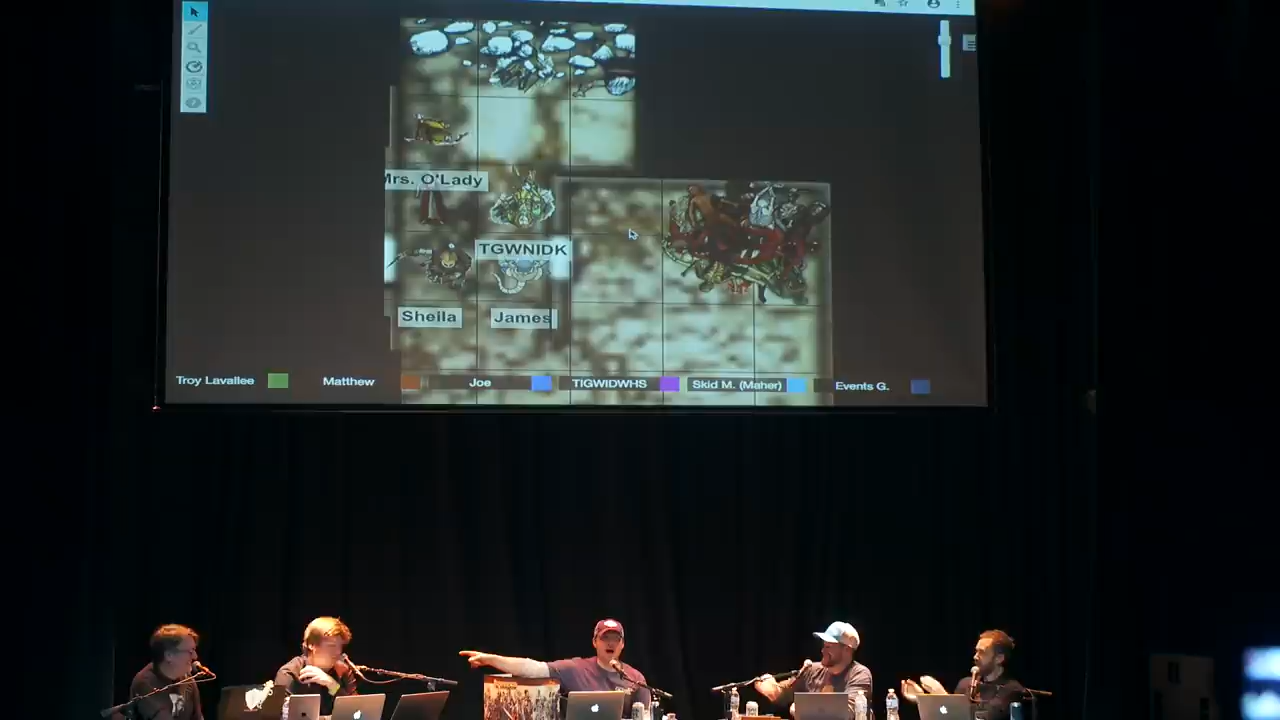 Mrs. O'Lady
TGWNIDK
Sheila
James
Troy Lavallee
Matthew
Joe
TIGWIDWHS
Skid M. (Maher)
Events G.